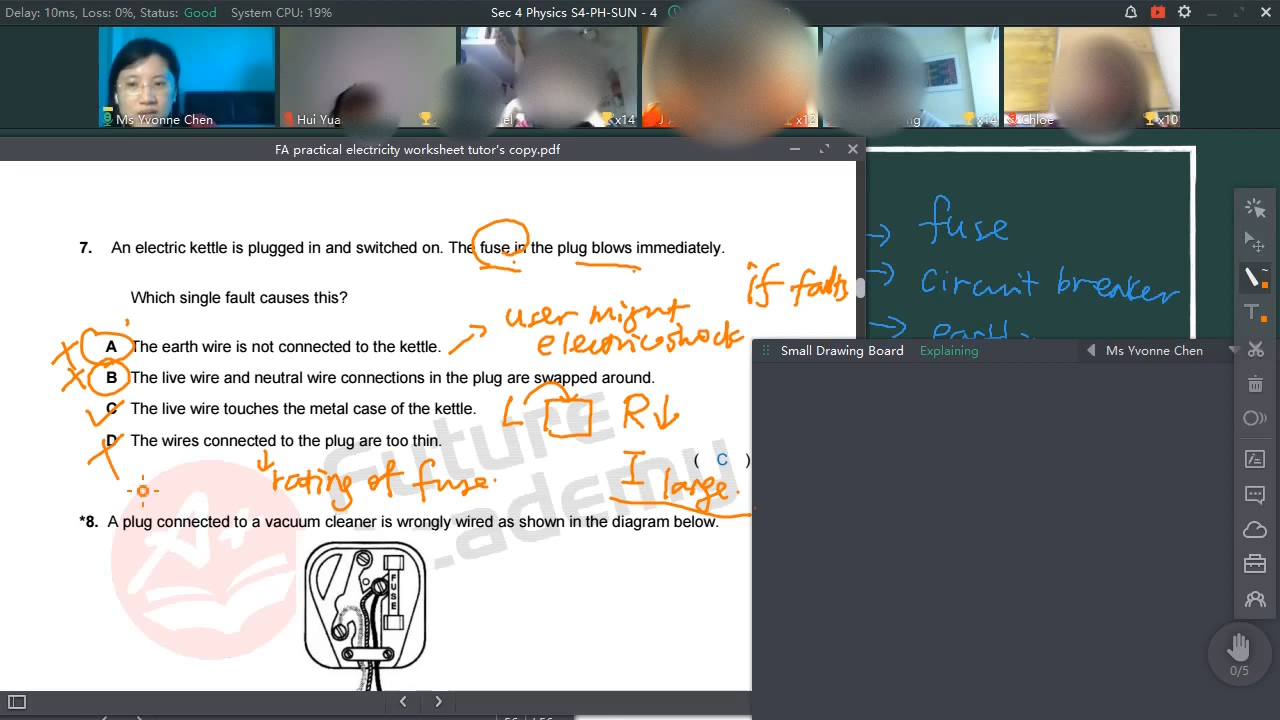 Delay: 10ms, Loss: 0%, Status: Good System CPU: 19% Sec 4 Physics S4-PH-SUN - 4
Ms Yvonne Chen
Hui Yua
x14
x12
x14
Chloe
x10
FA practical electricity worksheet tutor's copy.pdf
fuse
circuit breaker
7. An electric kettle is plugged in and switched on. The fuse in the plug blows immediately.
if faults
Which single fault causes this?
user might
electric shock
A The earth wire is not connected to the kettle.
B The live wire and neutral wire connections in the plug are swapped around.
C The live wire touches the metal case of the kettle.
L R↓
D The wires connected to the plug are too thin.
( C )
rating of fuse.
I large.
Future
Academy
A+
*8. A plug connected to a vacuum cleaner is wrongly wired as shown in the diagram below.
FUSE
Small Drawing Board Explaining Ms Yvonne Chen
0/5
56 / 56